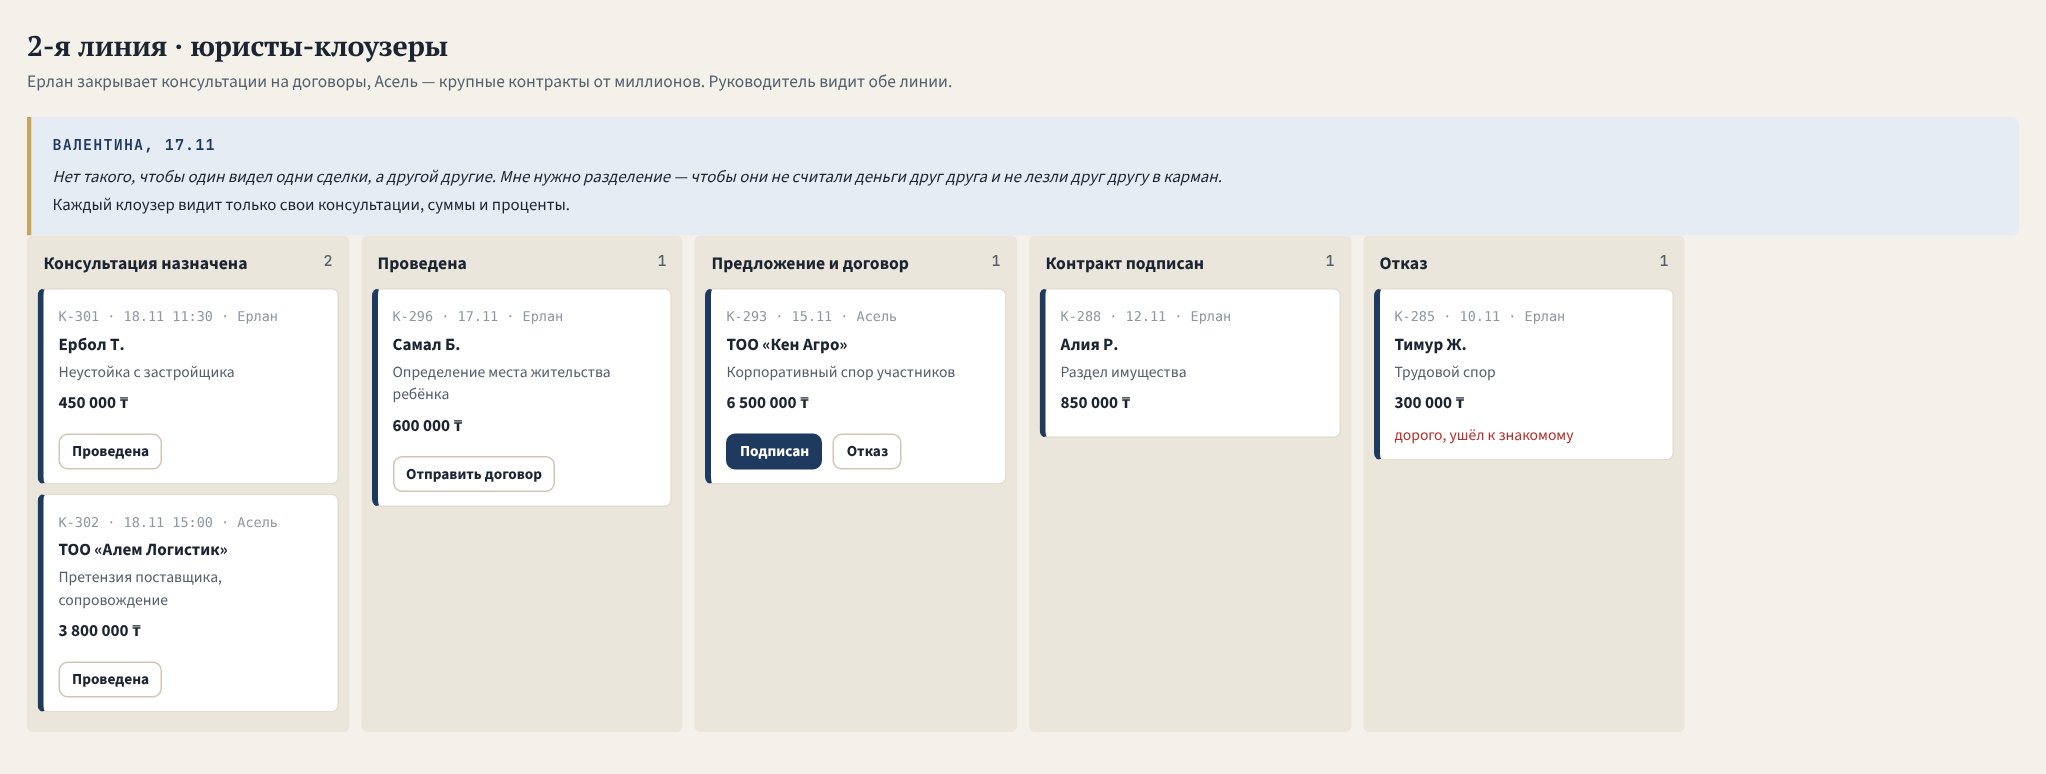 2-я линия · юристы-клоузеры
Ерлан закрывает консультации на договоры, Асель — крупные контракты от миллионов. Руководитель видит обе линии.
ВАЛЕНТИНА, 17.11
Нет такого, чтобы один видел одни сделки, а другой другие. Мне нужно разделение — чтобы они не считали деньги друг друга и не лезли друг другу в карман.
Каждый клоузер видит только свои консультации, суммы и проценты.
Консультация назначена 2
К-301 · 18.11 11:30 · Ерлан
Ербол Т.
Неустойка с застройщика
450 000 ₸
Проведена
К-302 · 18.11 15:00 · Асель
ТОО «Алем Логистик»
Претензия поставщика,
сопровождение
3 800 000 ₸
Проведена
Проведена 1
К-296 · 17.11 · Ерлан
Самал Б.
Определение места жительства
ребёнка
600 000 ₸
Отправить договор
Предложение и договор 1
К-293 · 15.11 · Асель
ТОО «Кен Агро»
Корпоративный спор участников
6 500 000 ₸
Подписан Отказ
Контракт подписан 1
К-288 · 12.11 · Ерлан
Алия Р.
Раздел имущества
850 000 ₸
Отказ 1
К-285 · 10.11 · Ерлан
Тимур Ж.
Трудовой спор
300 000 ₸
дорого, ушёл к знакомому